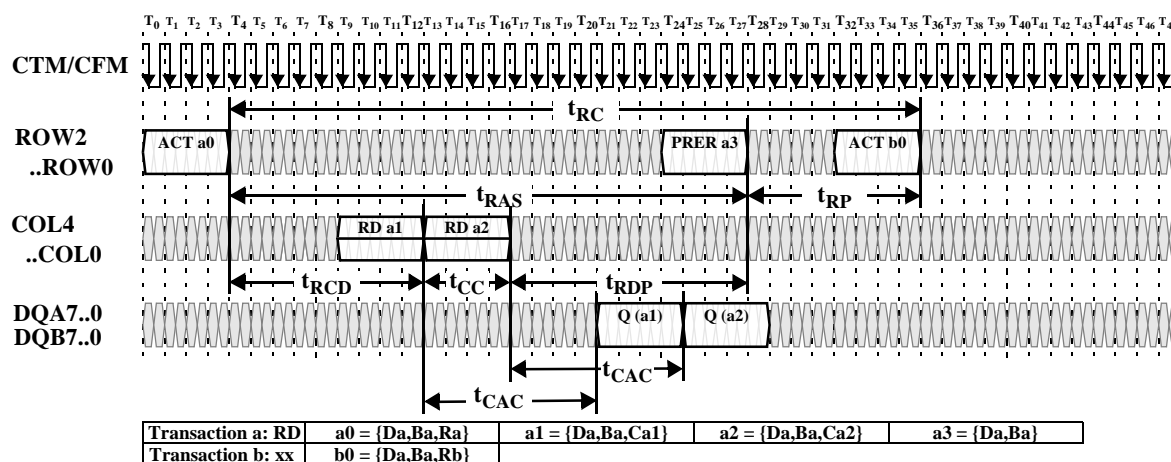 T0 T1 T2 T3 T4 T5 T6 T7 T8 T9 T10 T11 T12 T13 T14 T15 T16 T17 T18 T19 T20 T21 T22 T23 T24 T25 T26 T27 T28 T29 T30 T31 T32 T33 T34 T35 T36 T37 T38 T39 T40 T41 T42 T43 T44 T45 T46 T4
CTM/CFM
tRC
ROW2
..ROW0
ACT a0 PRER a3 ACT b0
tRAS tRP
COL4
..COL0
RD a1 RD a2
tRCD tCC tRDP
DQA7..0
DQB7..0
Q (a1) Q (a2)
tCAC
tCAC
Transaction a: RD a0 = {Da,Ba,Ra} a1 = {Da,Ba,Ca1} a2 = {Da,Ba,Ca2} a3 = {Da,Ba}
Transaction b: xx b0 = {Da,Ba,Rb}